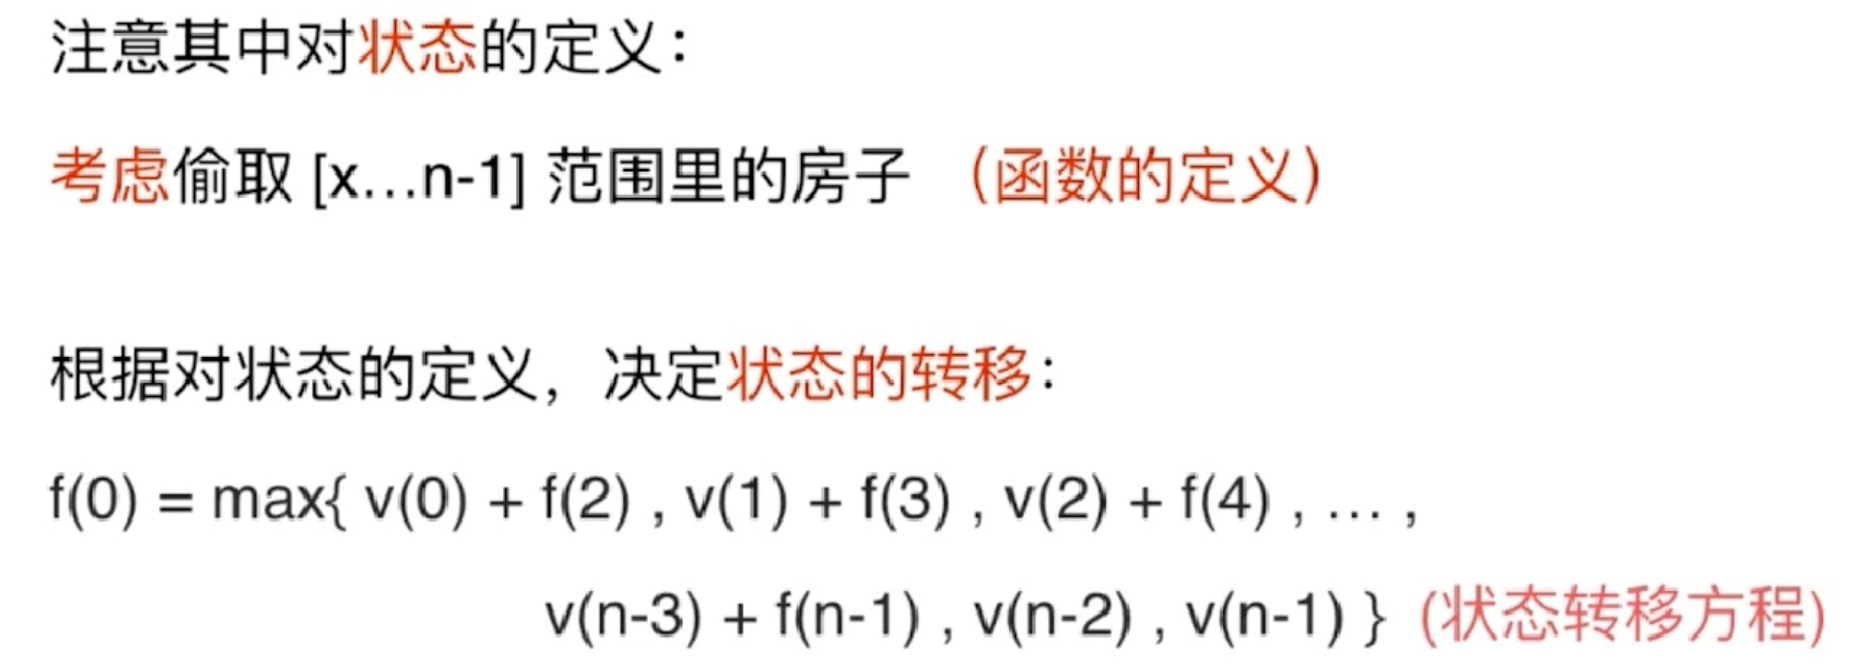 注意其中对状态的定义：
考虑偷取 [x...n-1] 范围里的房子 （函数的定义）
根据对状态的定义，决定状态的转移：
f(0) = max{ v(0) + f(2) , v(1) + f(3) , v(2) + f(4) , ... ,
v(n-3) + f(n-1) , v(n-2) , v(n-1) } (状态转移方程)